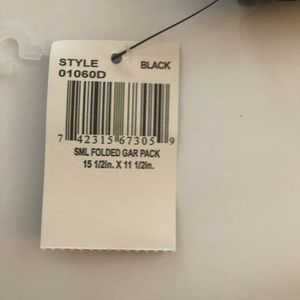 STYLE BLACK
01060D
7 42315 67305 9
SML FOLDED GAR PACK
15 1/2in. X 11 1/2in.